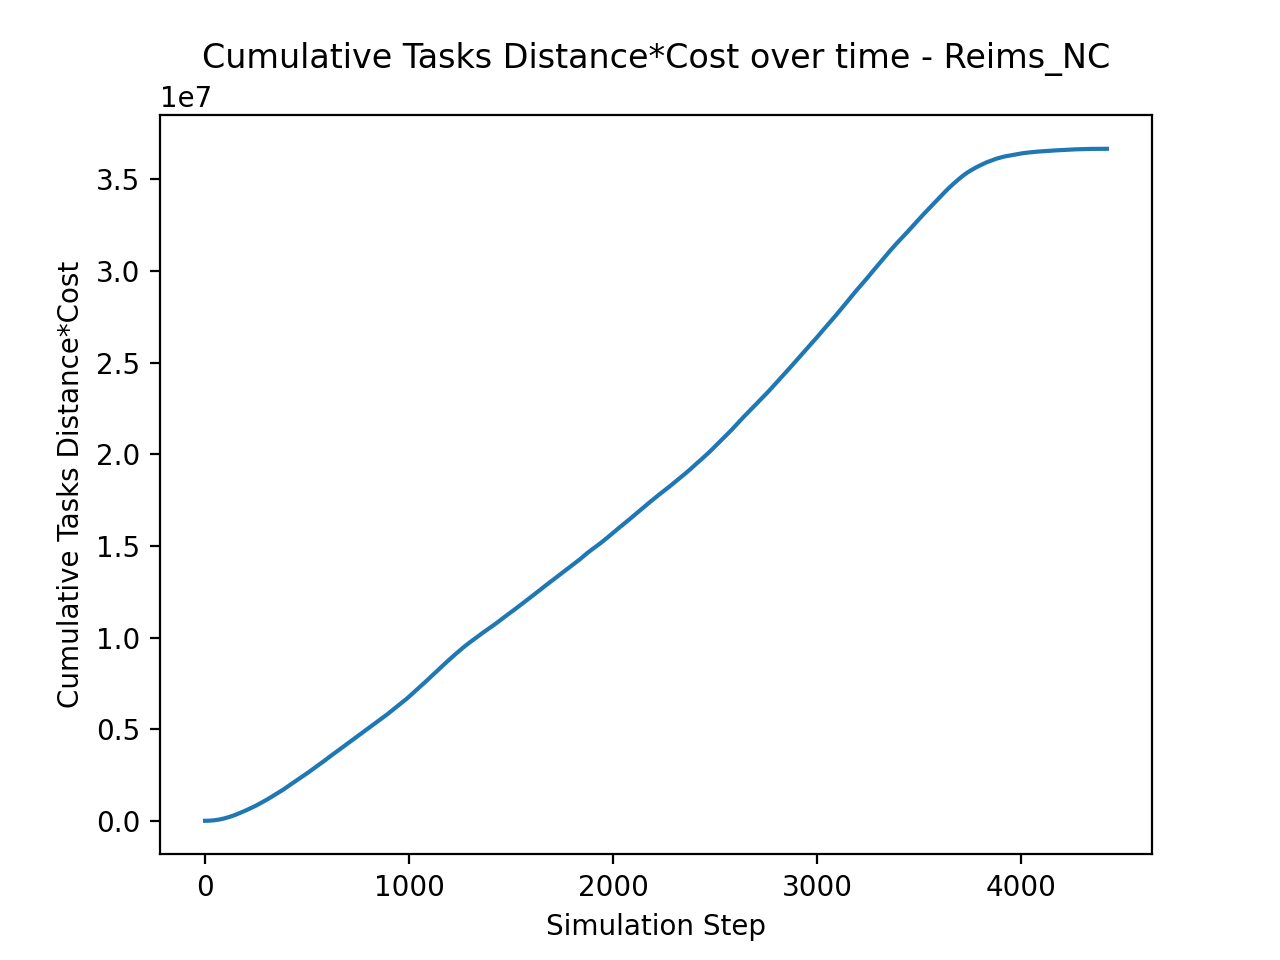 Cumulative Tasks Distance*Cost over time - Reims_NC
1e7
3.5
3.0
2.5
2.0
1.5
1.0
0.5
0.0
Cumulative Tasks Distance*Cost
0 1000 2000 3000 4000
Simulation Step